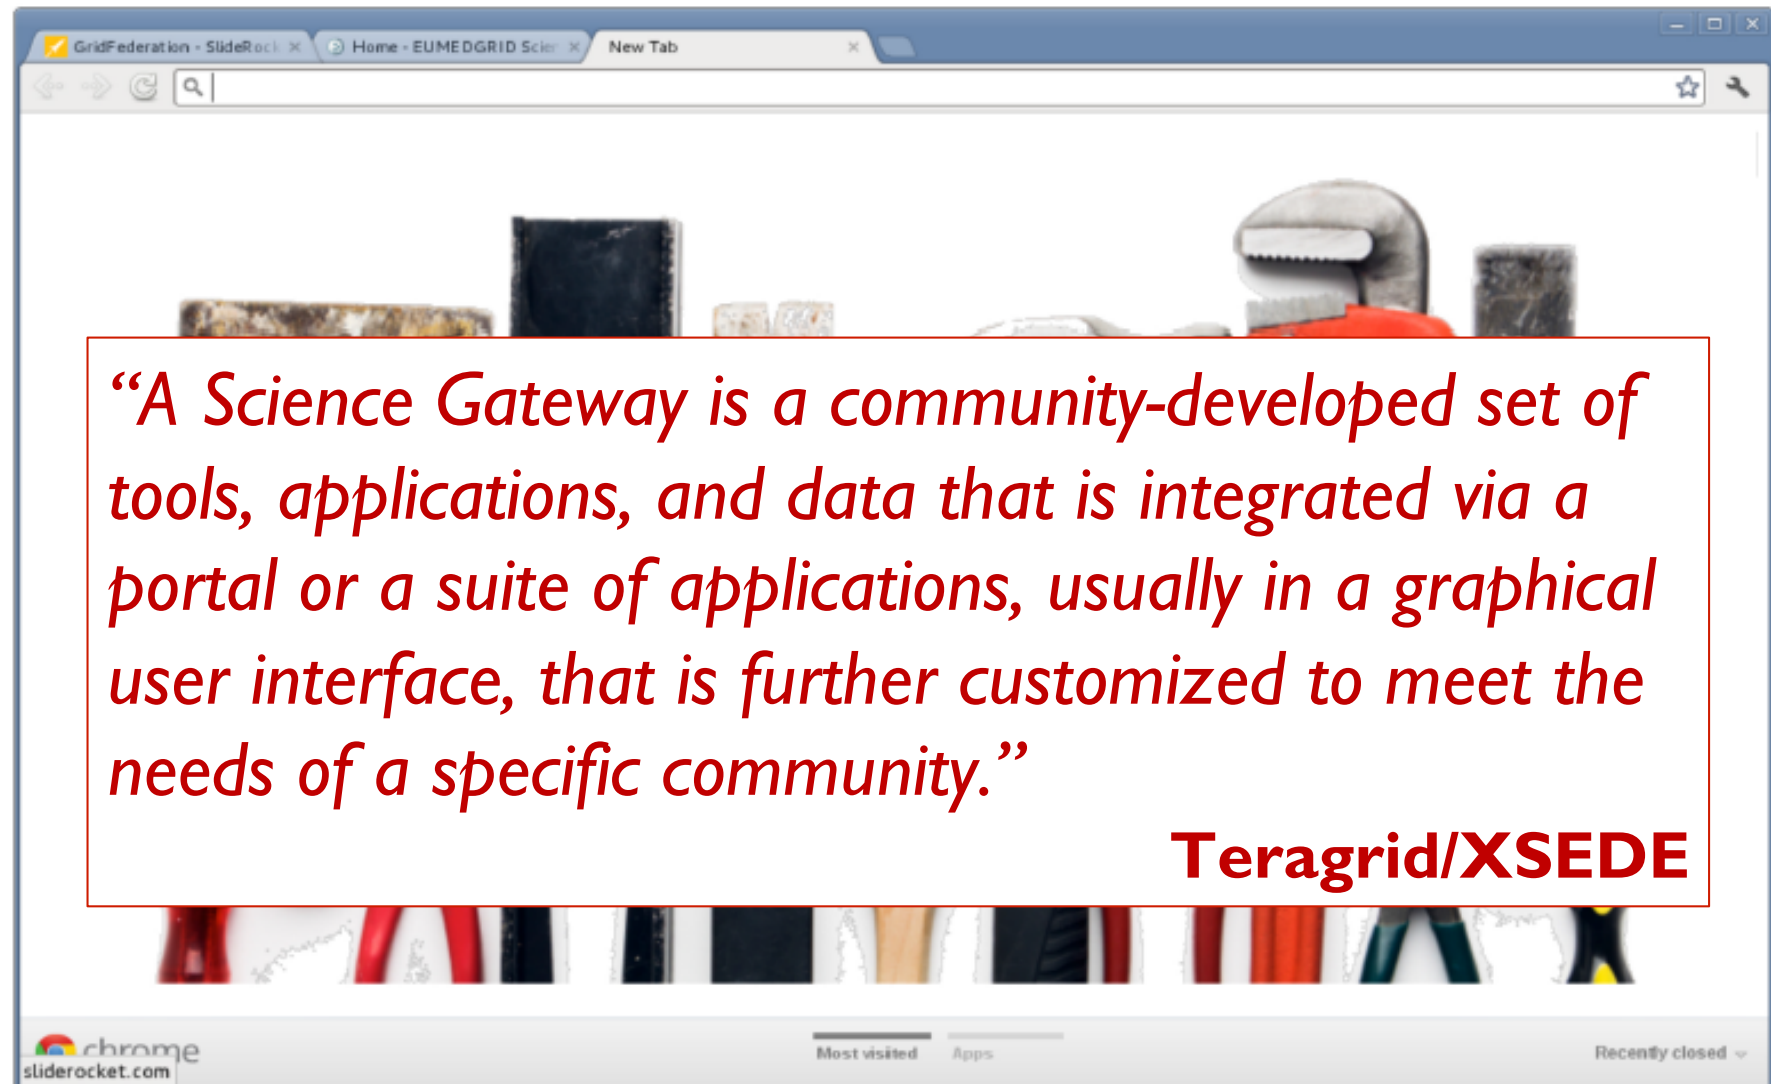 GridFederation - SlideRock
Home - EUMEDGRID Scien
New Tab
“A Science Gateway is a community-developed set of
tools, applications, and data that is integrated via a
portal or a suite of applications, usually in a graphical
user interface, that is further customized to meet the
needs of a specific community.”
Teragrid/XSEDE
chrome
Most visited
Apps
Recently closed
sliderocket.com